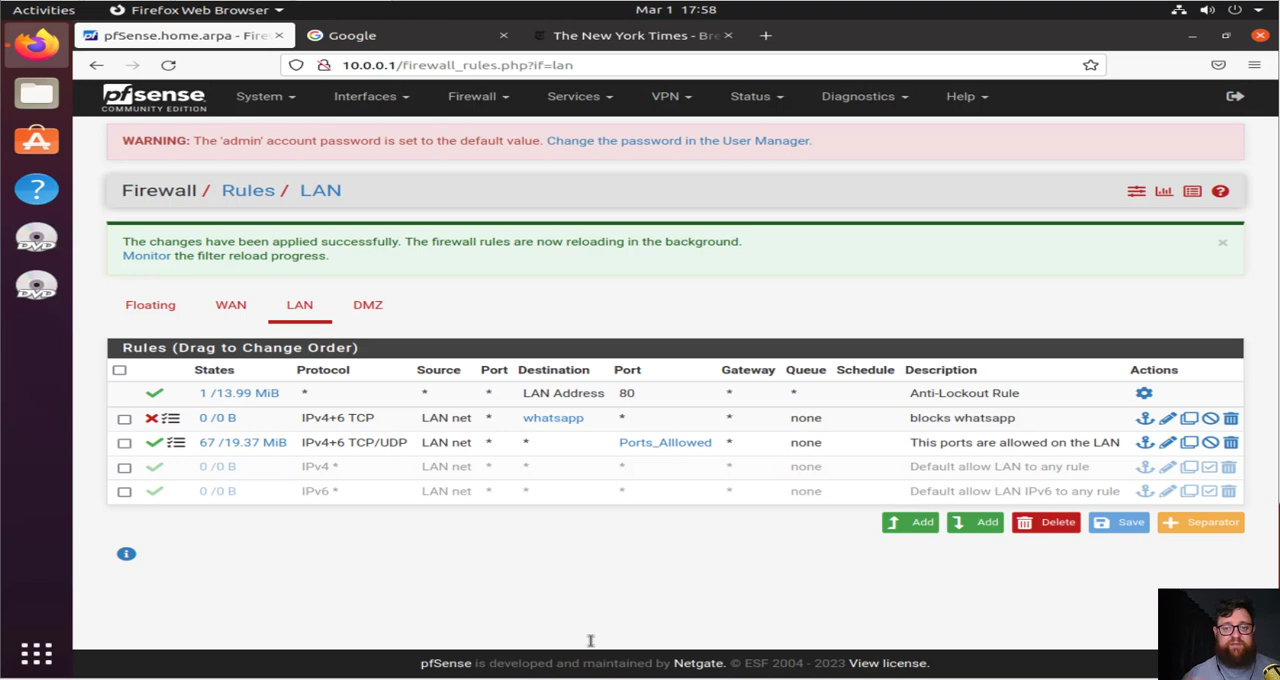 Activities Firefox Web Browser Mar 1 17:58
pfSense.home.arpa - Fire × Google × The New York Times - Bre × +
10.0.0.1/firewall_rules.php?if=lan
pfsense COMMUNITY EDITION System Interfaces Firewall Services VPN Status Diagnostics Help
WARNING: The 'admin' account password is set to the default value. Change the password in the User Manager.
Firewall / Rules / LAN
The changes have been applied successfully. The firewall rules are now reloading in the background.
Monitor the filter reload progress.
Floating WAN LAN DMZ
Rules (Drag to Change Order)
States Protocol Source Port Destination Port Gateway Queue Schedule Description Actions
1 /13.99 MiB * * * LAN Address 80 * * Anti-Lockout Rule
0 /0 B IPv4+6 TCP LAN net * whatsapp * * none blocks whatsapp
67 /19.37 MiB IPv4+6 TCP/UDP LAN net * * Ports_Alllowed * none This ports are allowed on the LAN
0 /0 B IPv4 * LAN net * * * * none Default allow LAN to any rule
0 /0 B IPv6 * LAN net * * * * none Default allow LAN IPv6 to any rule
Add Add Delete Save Separator
pfSense is developed and maintained by Netgate. © ESF 2004 - 2023 View license.